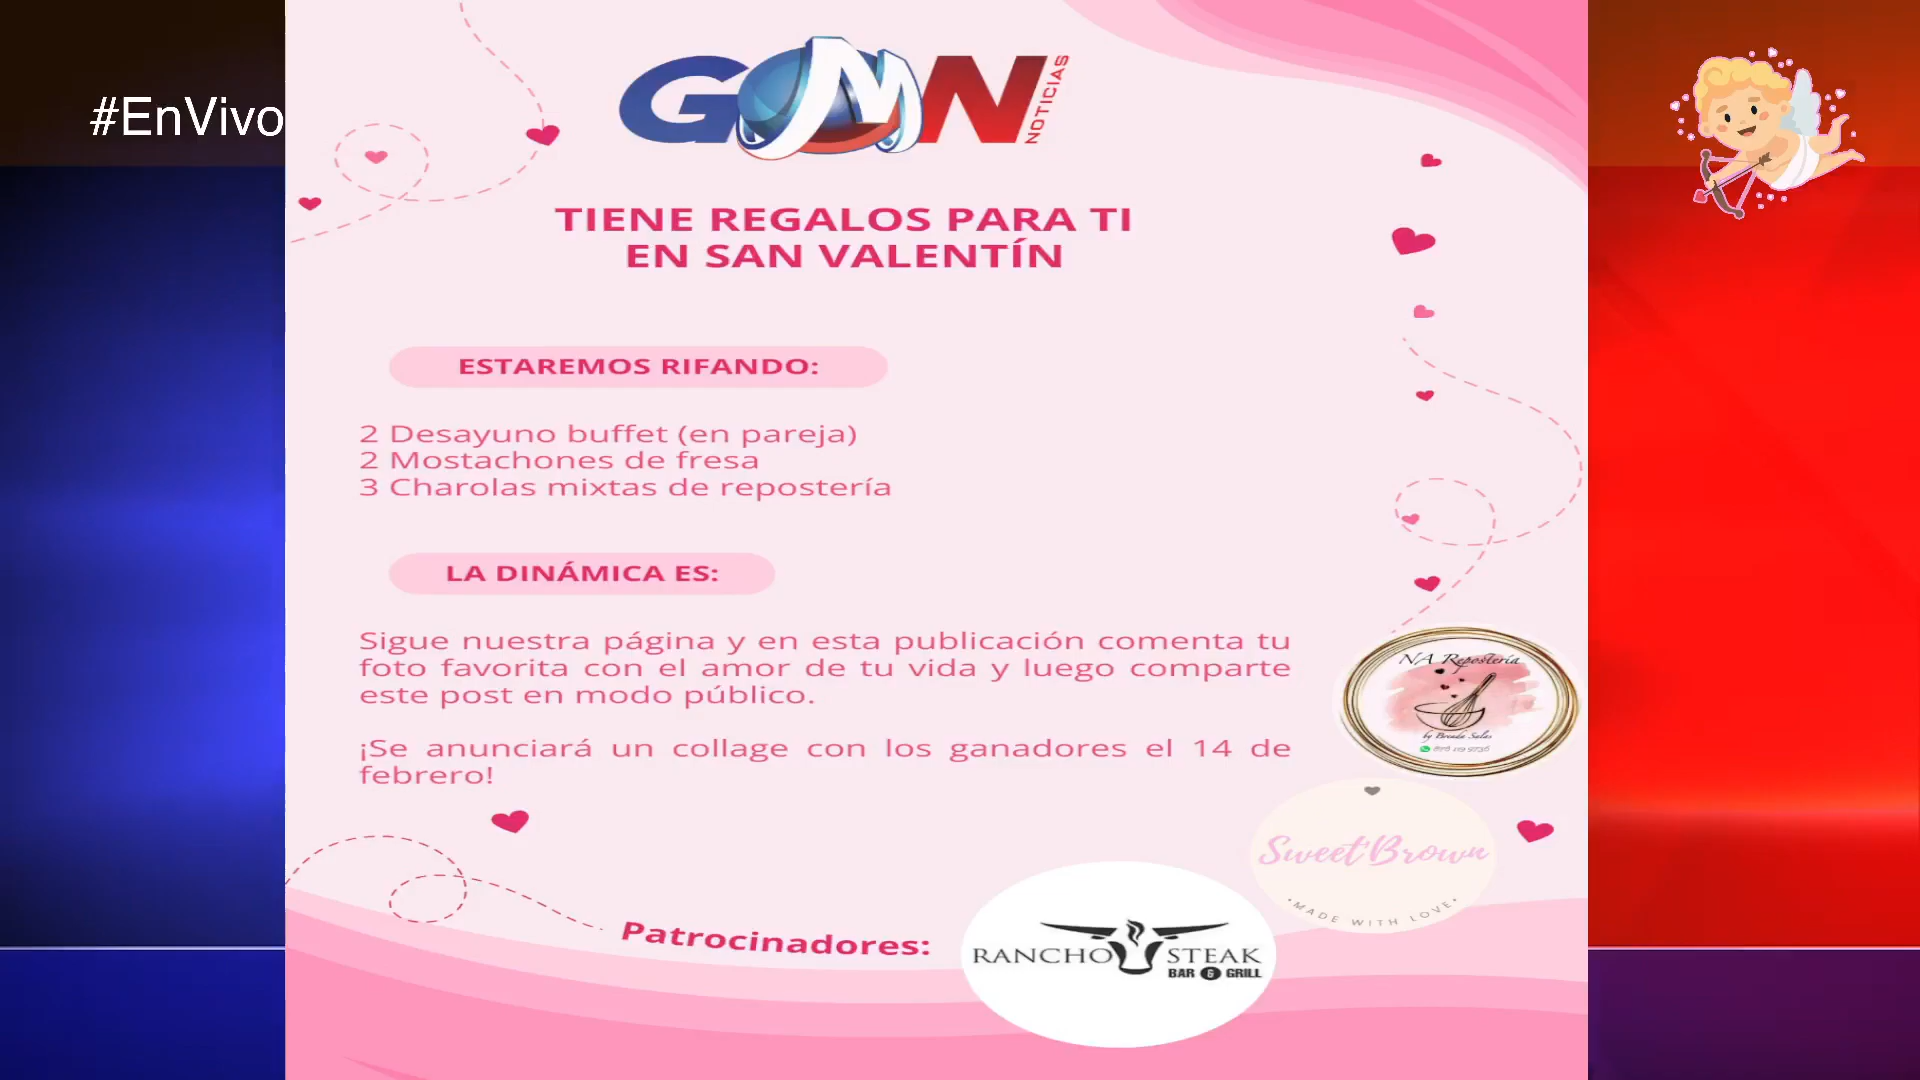 #EnVivo
GMN
NOTICIAS
TIENE REGALOS PARA TI
EN SAN VALENTÍN
ESTAREMOS RIFANDO:
2 Desayuno buffet (en pareja)
2 Mostachones de fresa
3 Charolas mixtas de repostería
LA DINÁMICA ES:
Sigue nuestra página y en esta publicación comenta tu
foto favorita con el amor de tu vida y luego comparte
este post en modo público.
¡Se anunciará un collage con los ganadores el 14 de
febrero!
NA Repostería
by Brenda Salas
Sweet'Brown
•MADE WITH LOVE•
Patrocinadores:
RANCHO STEAK
BAR & GRILL